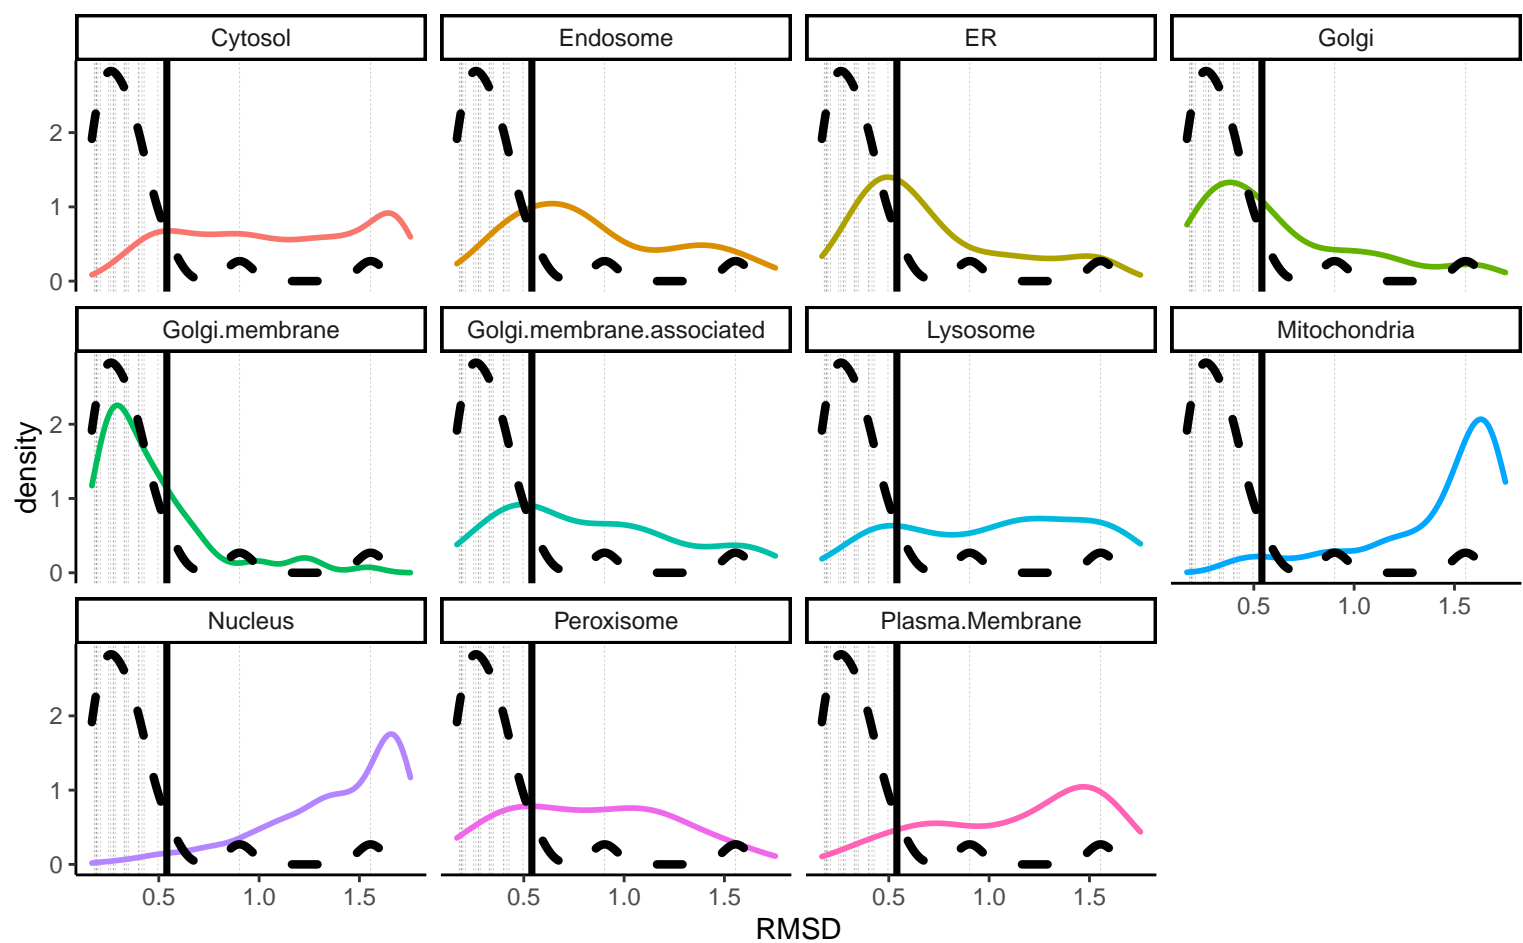 Cytosol
Endosome
ER
Golgi
2
1
0
Golgi.membrane
Golgi.membrane.associated
Lysosome
Mitochondria
2
1
0
0.5 1.0 1.5
Nucleus
Peroxisome
Plasma.Membrane
2
1
0
0.5 1.0 1.5
0.5 1.0 1.5
0.5 1.0 1.5
density
RMSD